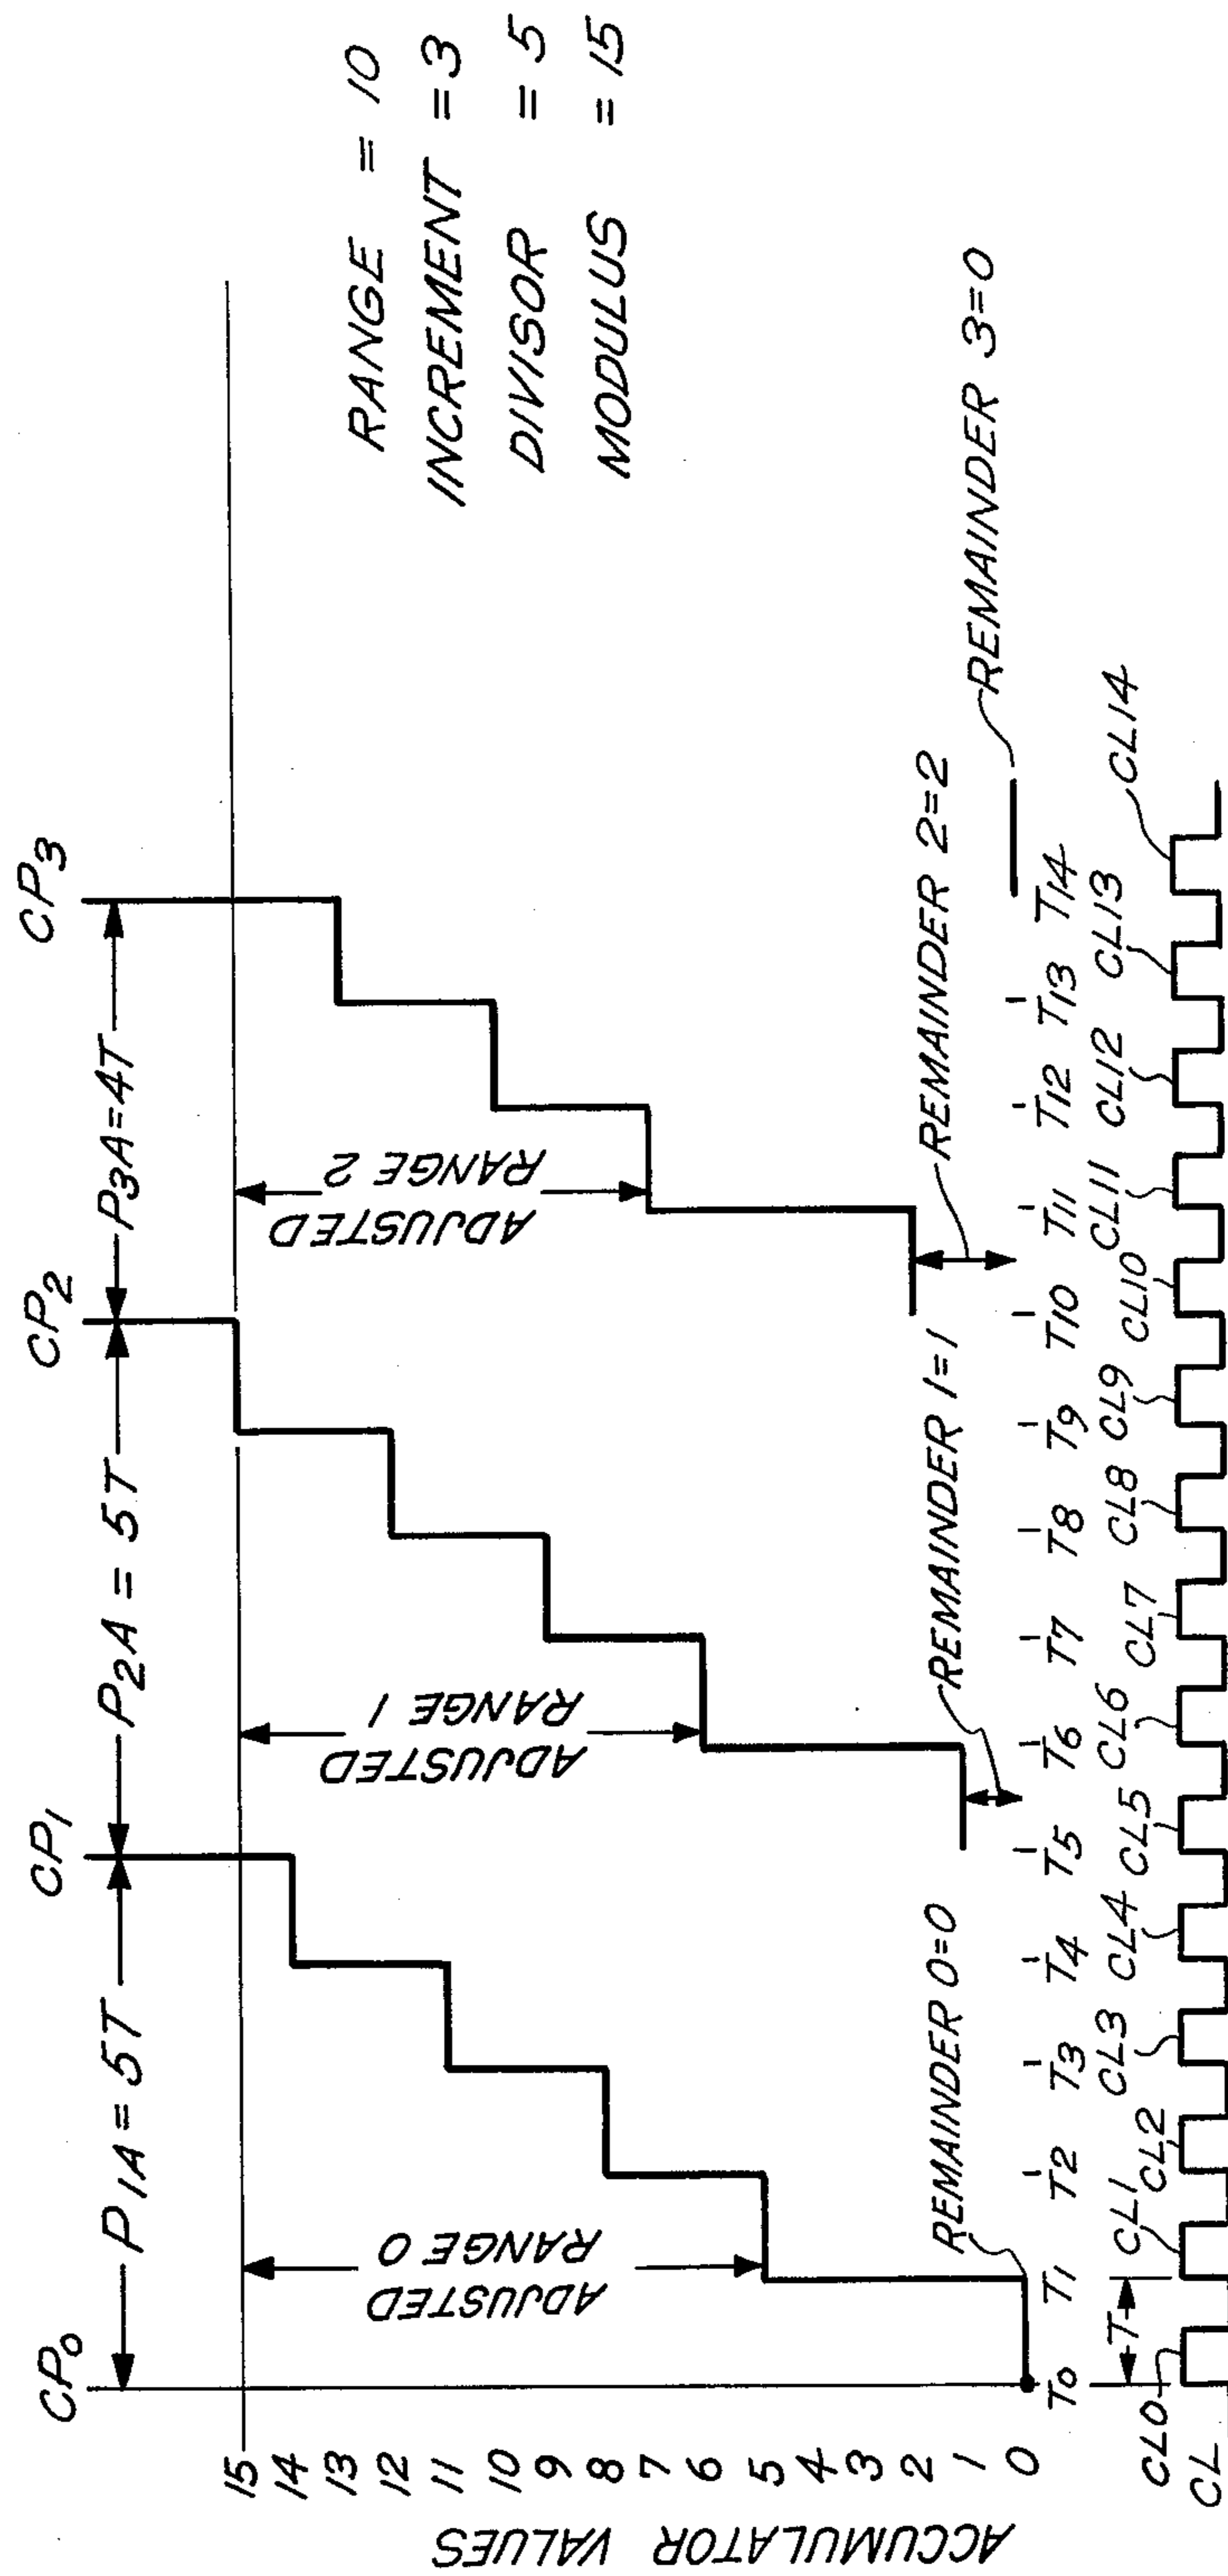 CP0
CP1
CP2
CP3
P1A = 5T
P2A = 5T
P3A = 4T
RANGE = 10
INCREMENT = 3
DIVISOR = 5
MODULUS = 15
ACCUMULATOR VALUES
15
14
13
12
11
10
9
8
7
6
5
4
3
2
1
0
ADJUSTED
RANGE 0
ADJUSTED
RANGE 1
ADJUSTED
RANGE 2
REMAINDER 0=0
REMAINDER 1=1
REMAINDER 2=2
REMAINDER 3=0
T0
T1
T2
T3
T4
T5
T6
T7
T8
T9
T10
T11
T12
T13
T14
T
CL0
CL1
CL2
CL3
CL4
CL5
CL6
CL7
CL8
CL9
CL10
CL11
CL12
CL13
CL14
CL